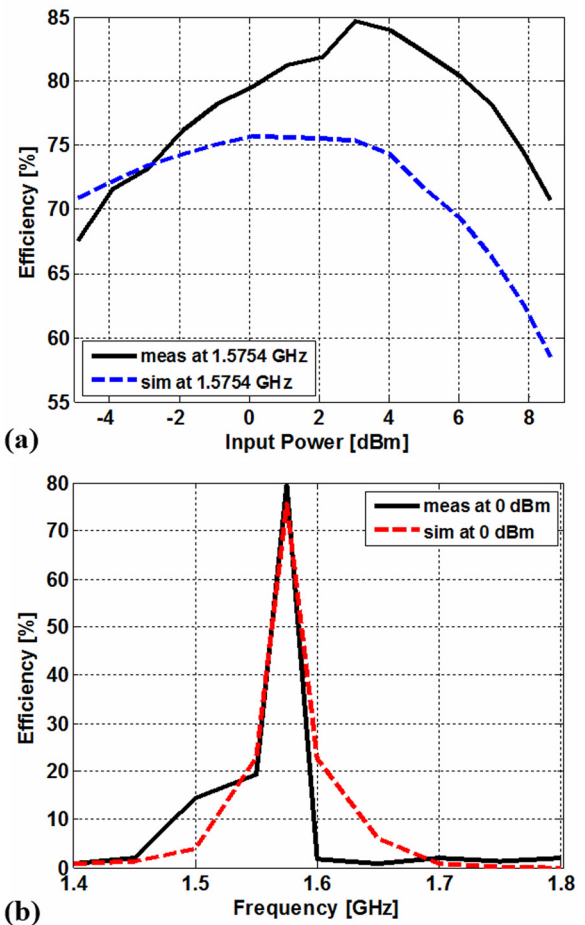 85
80
75
70
65
60
55
Efficiency [%]
meas at 1.5754 GHz
sim at 1.5754 GHz
-4 -2 0 2 4 6 8
Input Power [dBm]
(a)
80
70
60
50
40
30
20
10
0
Efficiency [%]
meas at 0 dBm
sim at 0 dBm
1.4 1.5 1.6 1.7 1.8
Frequency [GHz]
(b)